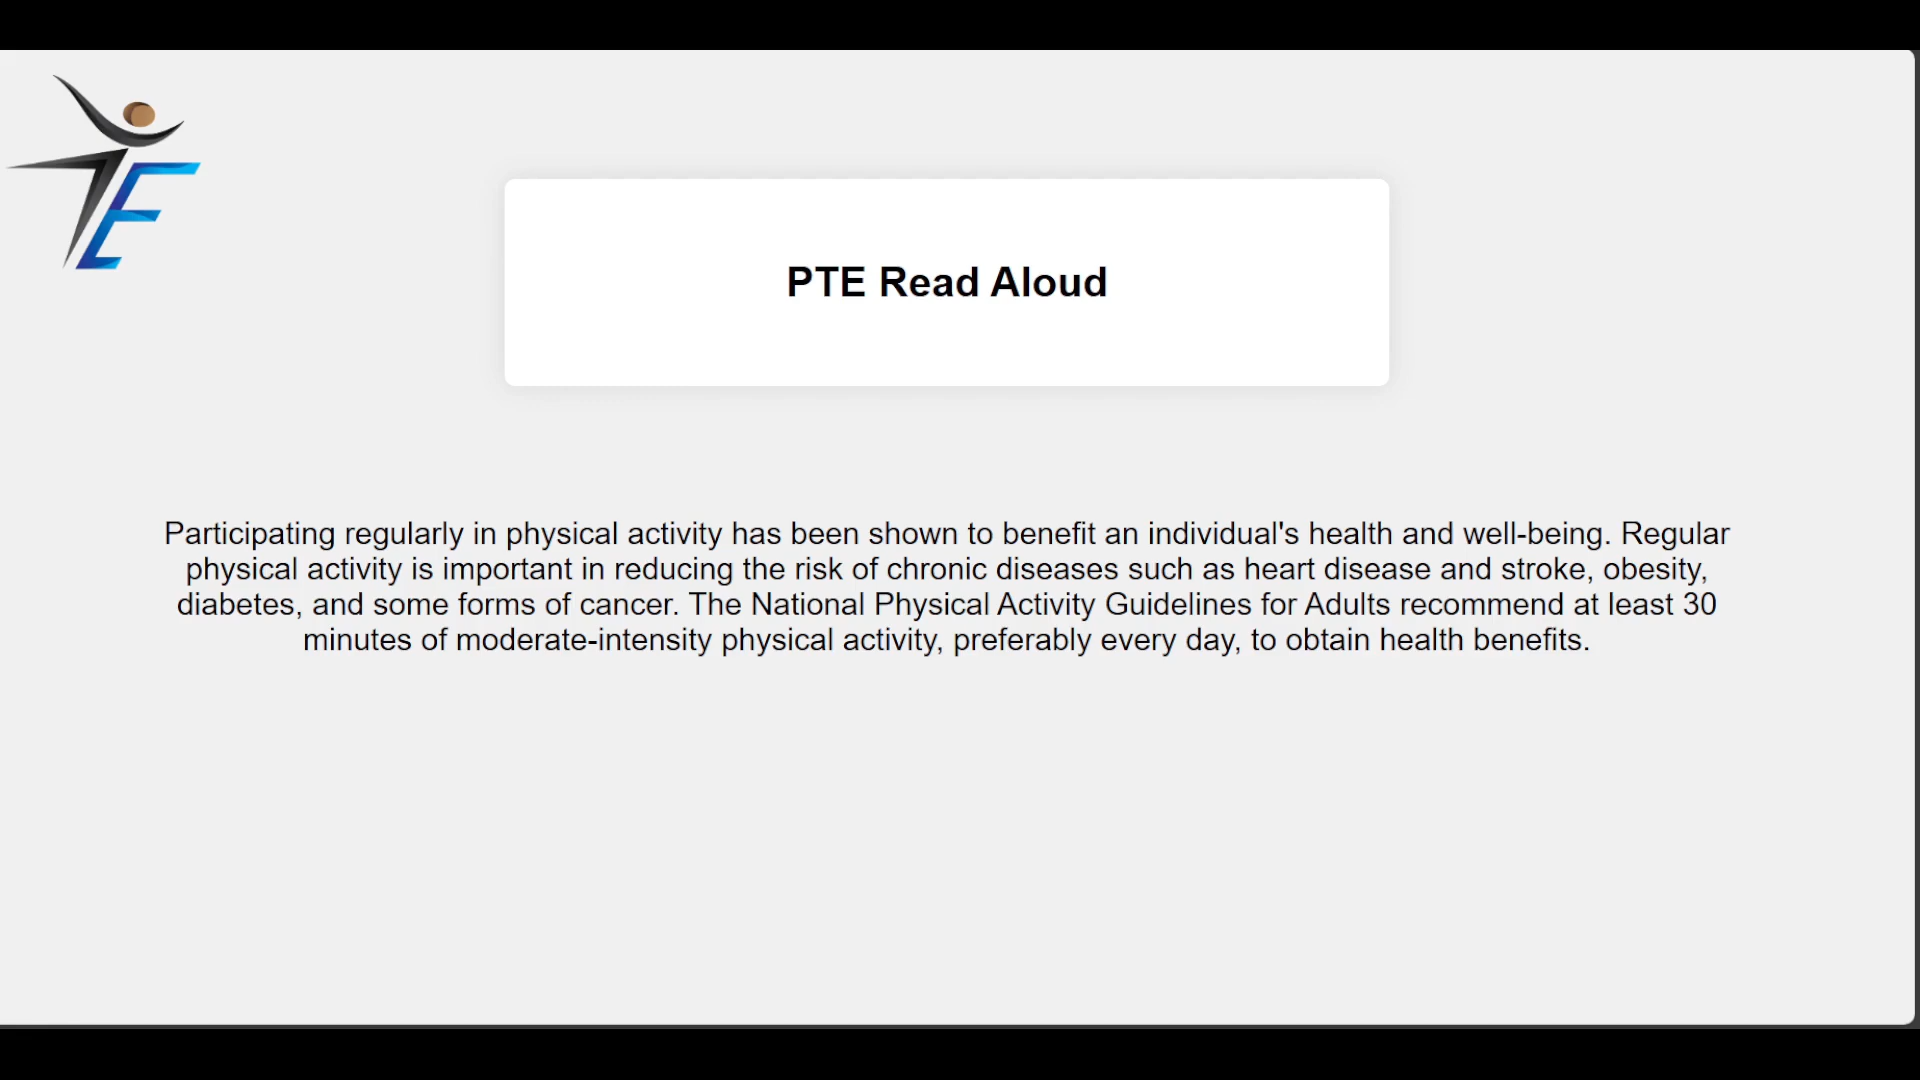 PTE Read Aloud
Participating regularly in physical activity has been shown to benefit an individual's health and well-being. Regular
physical activity is important in reducing the risk of chronic diseases such as heart disease and stroke, obesity,
diabetes, and some forms of cancer. The National Physical Activity Guidelines for Adults recommend at least 30
minutes of moderate-intensity physical activity, preferably every day, to obtain health benefits.